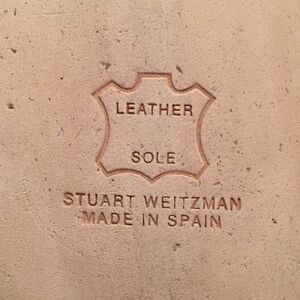 LEATHER
SOLE
STUART WEITZMAN
MADE IN SPAIN